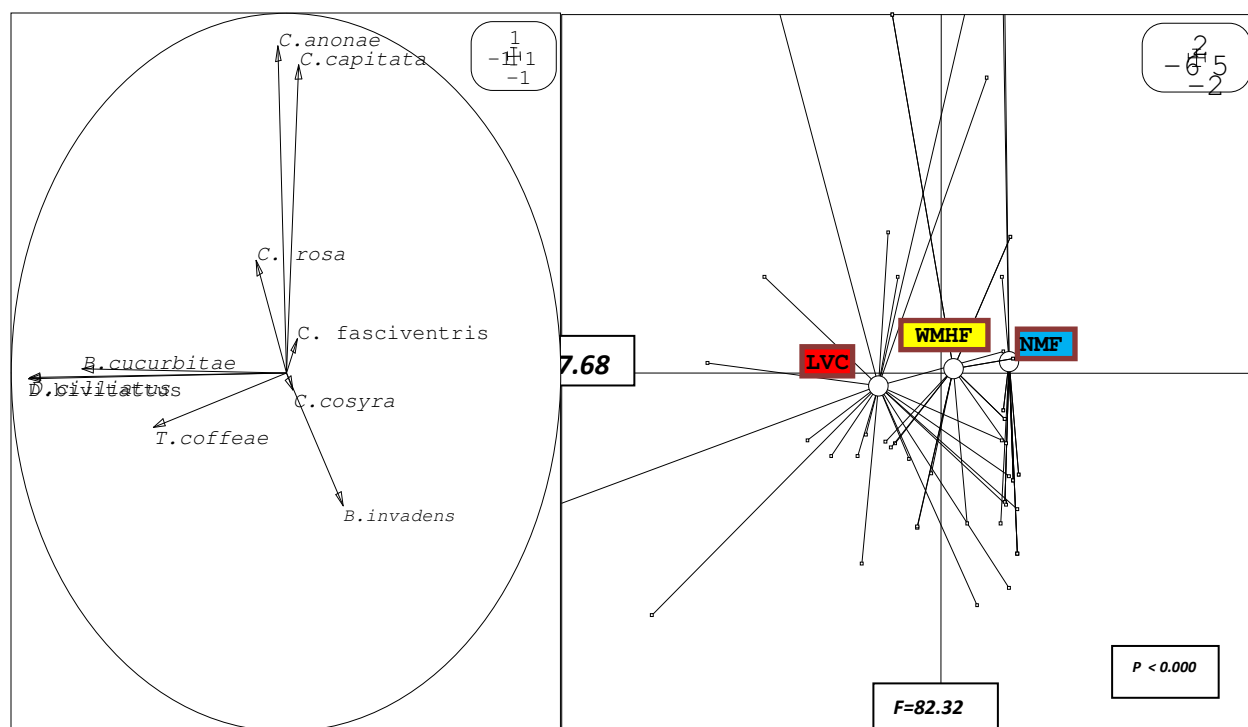 C.anonae
C.capitata
1
-1 1
-1
C. rosa
C. fasciventris
B.cucurbitae
C.cosyra
T.coffeae
B.invadens
7.68
2
-6 5
-2
LVC
WMHF
NMF
P < 0.000
F=82.32